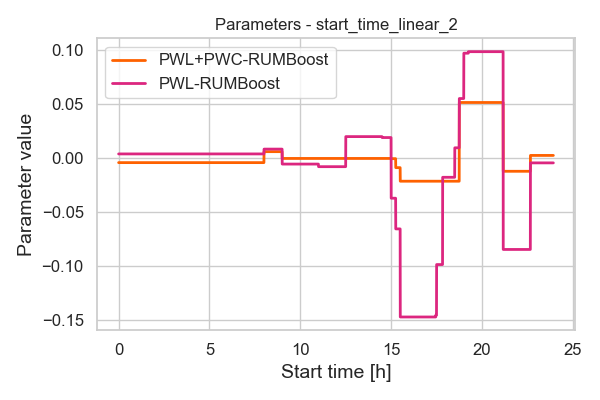 Parameters - start_time_linear_2
PWL+PWC-RUMBoost
PWL-RUMBoost
Parameter value
0.10
0.05
0.00
−0.05
−0.10
−0.15
0
5
10
15
20
25
Start time [h]